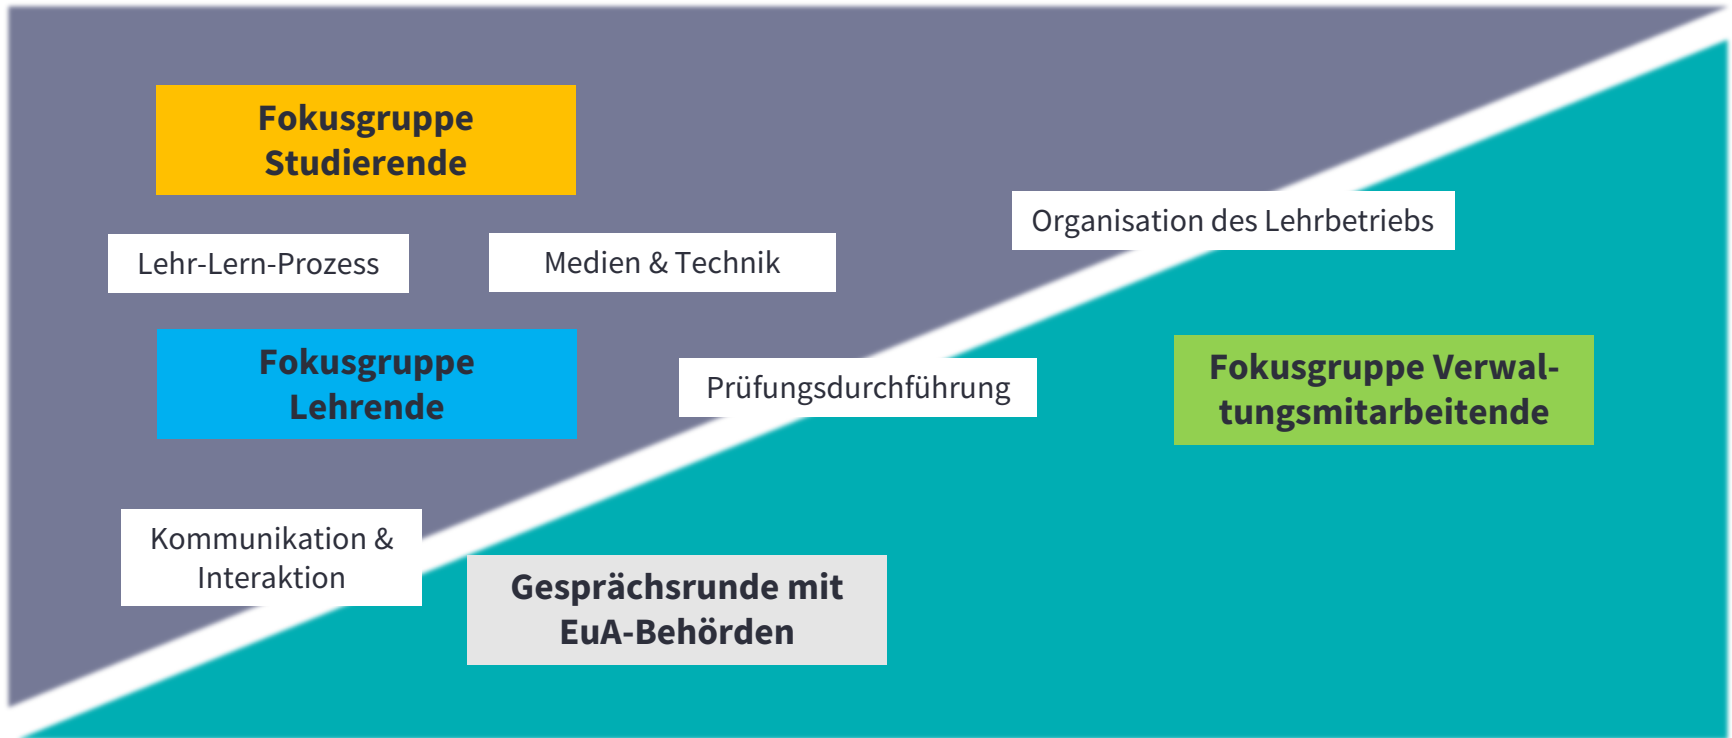 Fokusgruppe
Studierende
Organisation des Lehrbetriebs
Lehr-Lern-Prozess
Medien & Technik
Fokusgruppe
Lehrende
Prüfungsdurchführung
Fokusgruppe Verwal-
tungsmitarbeitende
Kommunikation &
Interaktion
Gesprächsrunde mit
EuA-Behörden